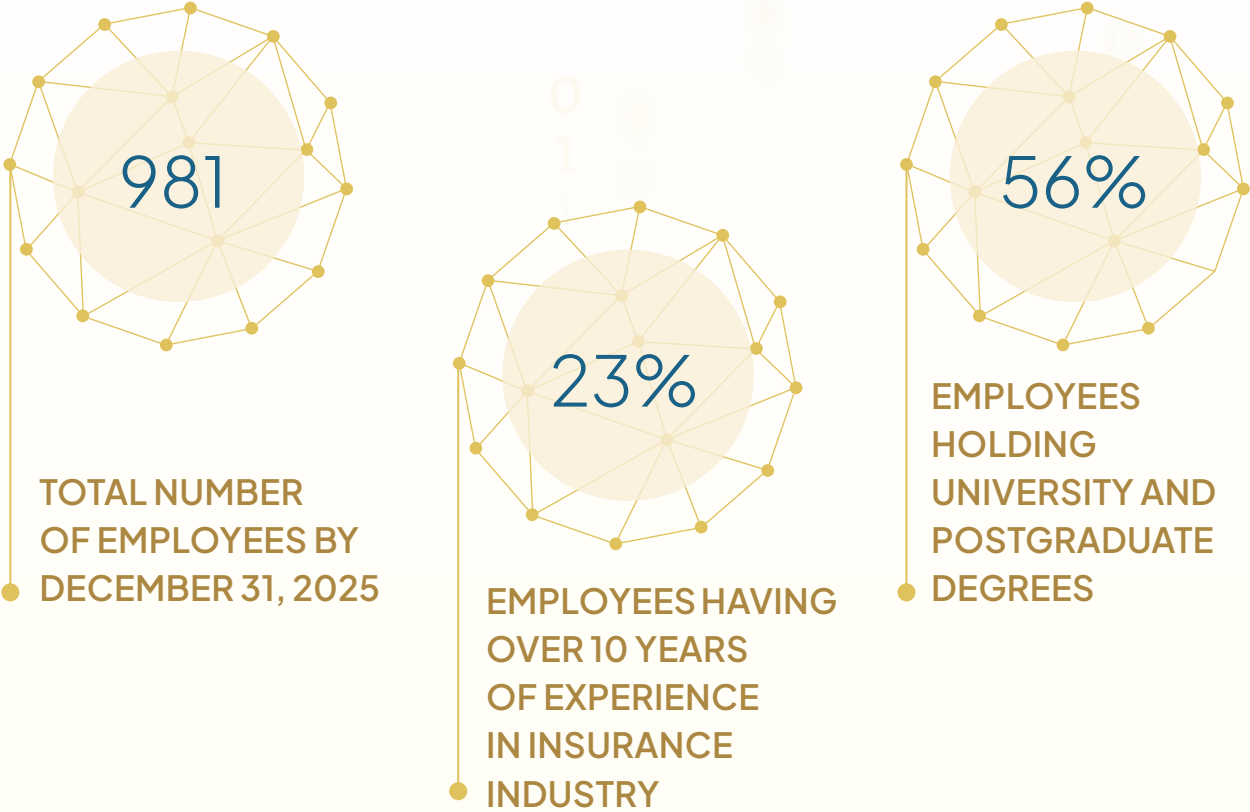 981
TOTAL NUMBER
OF EMPLOYEES BY
DECEMBER 31, 2025
23%
EMPLOYEES HAVING
OVER 10 YEARS
OF EXPERIENCE
IN INSURANCE
INDUSTRY
56%
EMPLOYEES
HOLDING
UNIVERSITY AND
POSTGRADUATE
DEGREES